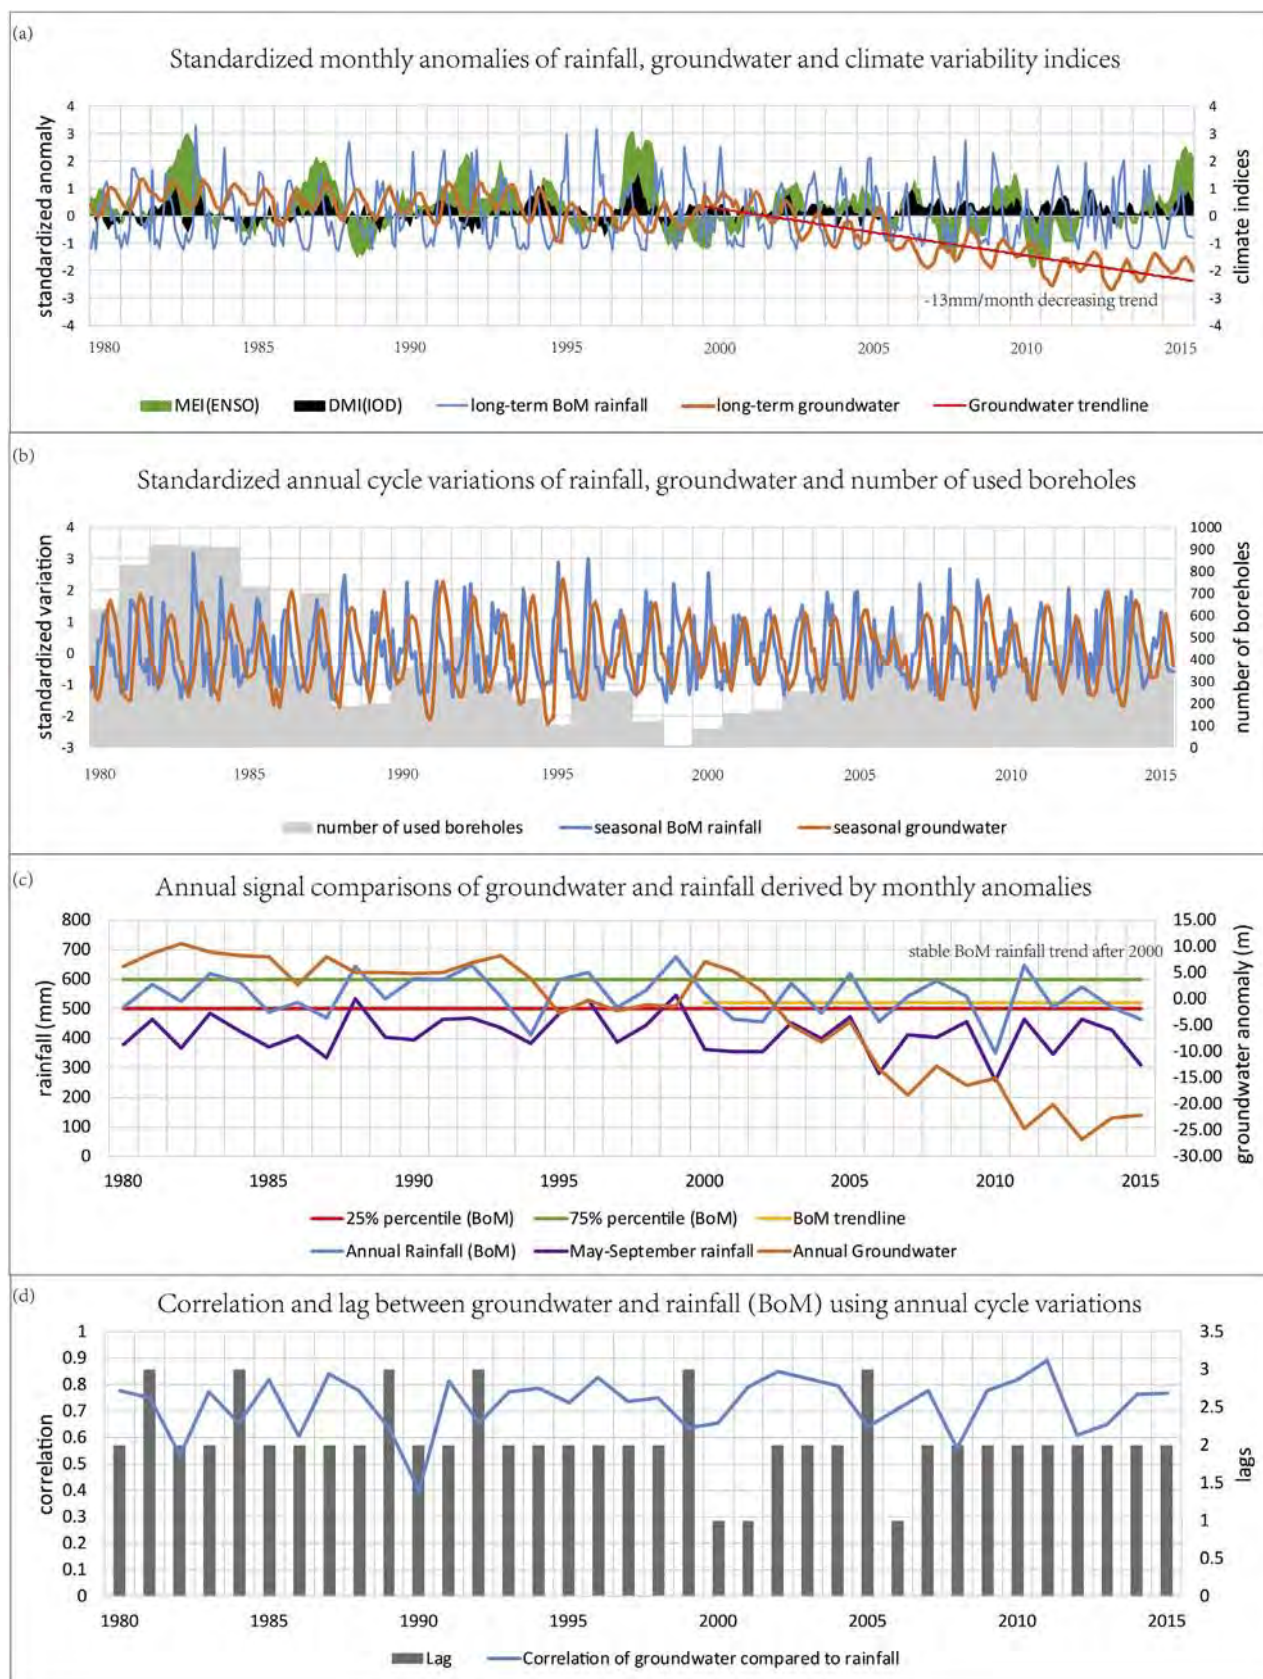 (a)
Standardized monthly anomalies of rainfall, groundwater and climate variability indices
standardized anomaly
4
3
2
1
0
-1
-2
-3
-4
4
3
2
1
0
-1
-2
-3
-4
climate indices
-13mm/month decreasing trend
1980 1985 1990 1995 2000 2005 2010 2015
MEI(ENSO) DMI(IOD) long-term BoM rainfall long-term groundwater Groundwater trendline
(b)
Standardized annual cycle variations of rainfall, groundwater and number of used boreholes
standardized variation
4
3
2
1
0
-1
-2
-3
1000
900
800
700
600
500
400
300
200
100
0
number of boreholes
1980 1985 1990 1995 2000 2005 2010 2015
number of used boreholes seasonal BoM rainfall seasonal groundwater
(c)
Annual signal comparisons of groundwater and rainfall derived by monthly anomalies
rainfall (mm)
800
700
600
500
400
300
200
100
0
stable BoM rainfall trend after 2000
15.00
10.00
5.00
0.00
-5.00
-10.00
-15.00
-20.00
-25.00
-30.00
groundwater anomaly (m)
1980 1985 1990 1995 2000 2005 2010 2015
25% percentile (BoM) 75% percentile (BoM) BoM trendline
Annual Rainfall (BoM) May-September rainfall Annual Groundwater
(d)
Correlation and lag between groundwater and rainfall (BoM) using annual cycle variations
correlation
1
0.9
0.8
0.7
0.6
0.5
0.4
0.3
0.2
0.1
0
3.5
3
2.5
2
1.5
1
0.5
0
lags
1980 1985 1990 1995 2000 2005 2010 2015
Lag Correlation of groundwater compared to rainfall